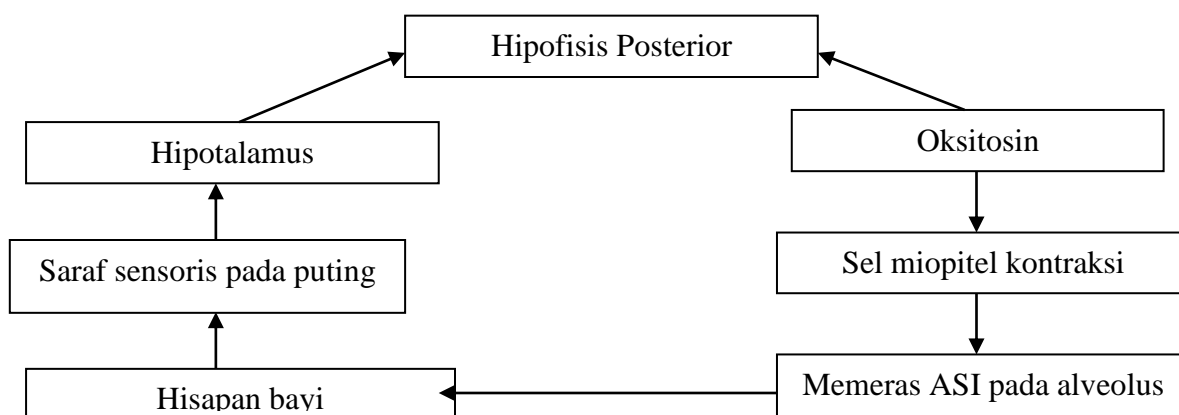 Hipofisis Posterior
Hipotalamus
Oksitosin
Saraf sensoris pada puting
Sel miopitel kontraksi
Hisapan bayi
Memeras ASI pada alveolus